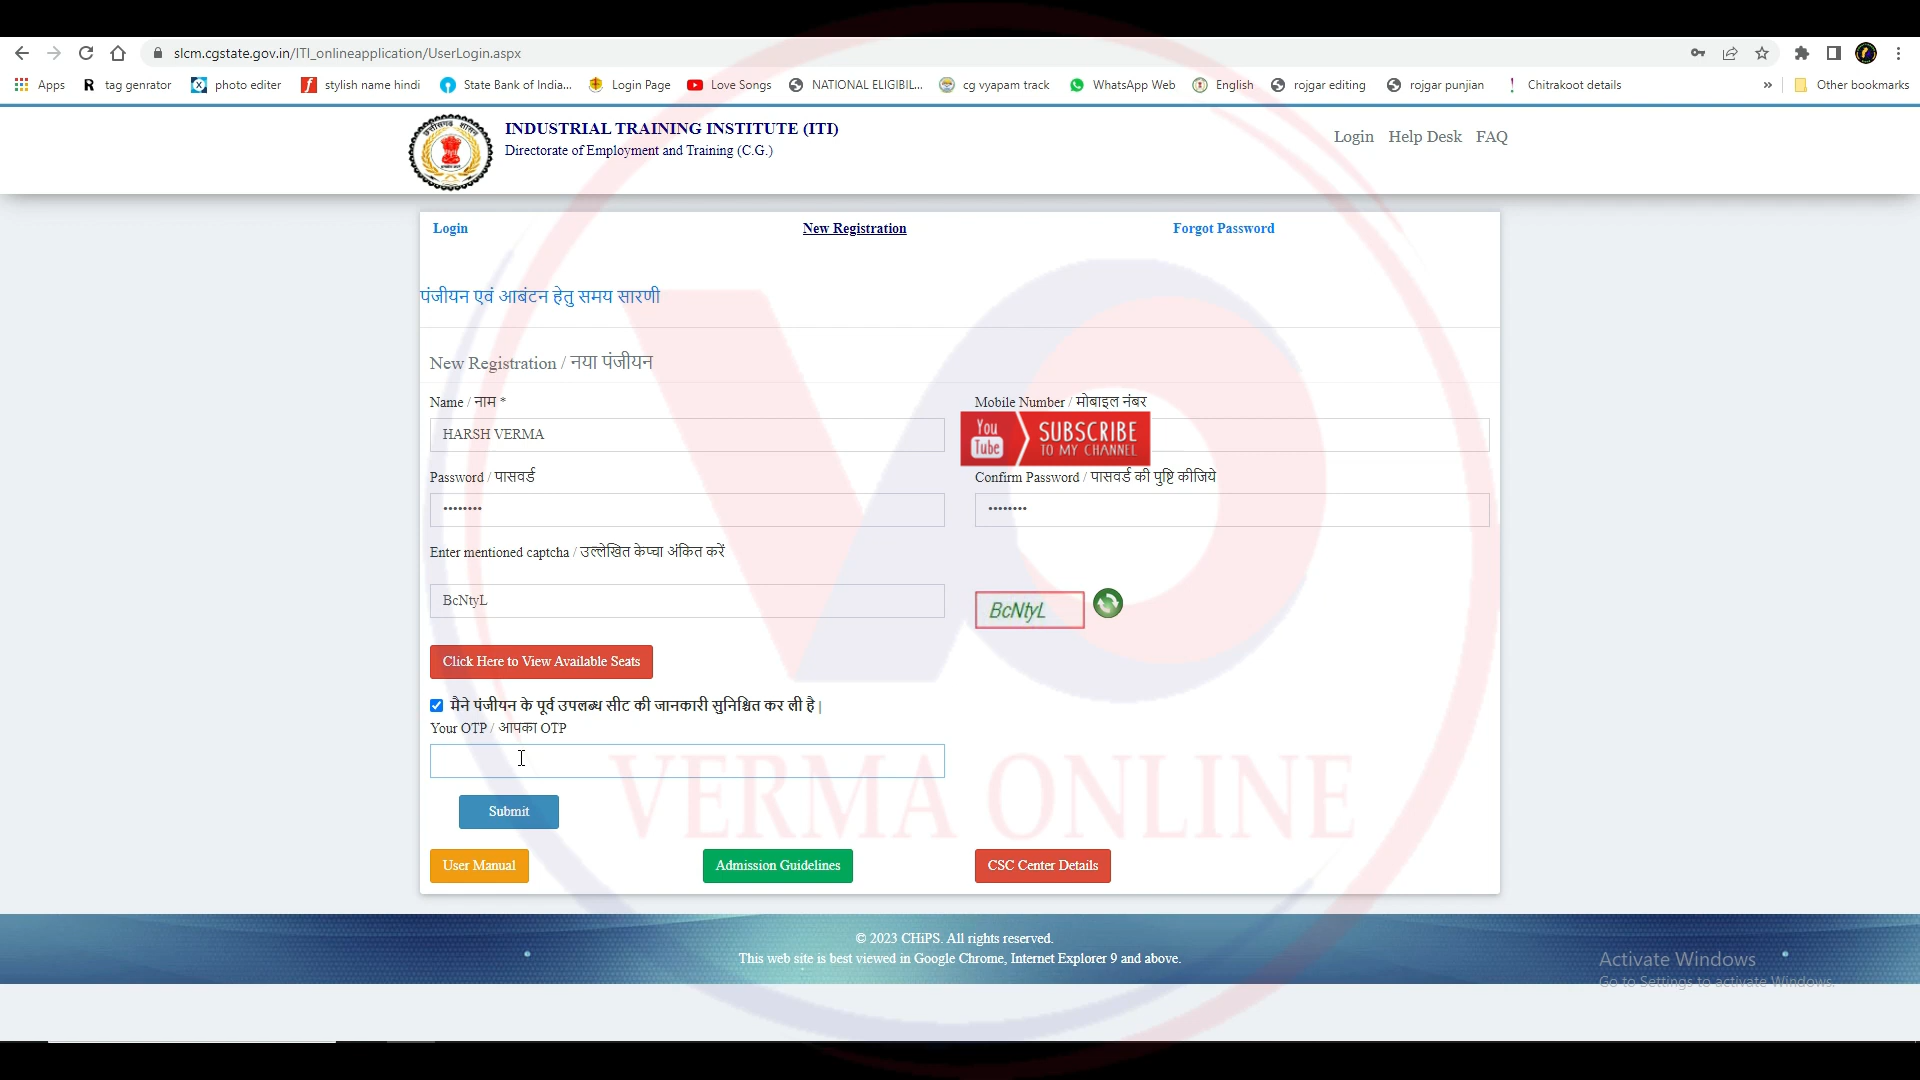 slcm.cgstate.gov.in/ITI_onlineapplication/UserLogin.aspx
Apps tag genrator photo editer stylish name hindi State Bank of India... Login Page Love Songs NATIONAL ELIGIBIL... cg vyapam track WhatsApp Web English rojgar editing rojgar punjian Chitrakoot details » Other bookmarks
INDUSTRIAL TRAINING INSTITUTE (ITI)
Directorate of Employment and Training (C.G.)
Login Help Desk FAQ
Login New Registration Forgot Password
पंजीयन एवं आबंटन हेतु समय सारणी
New Registration / नया पंजीयन
Name / नाम *
Mobile Number / मोबाइल नंबर
HARSH VERMA
You Tube SUBSCRIBE
TO MY CHANNEL
Password / पासवर्ड
Confirm Password / पासवर्ड की पुष्टि कीजिये
••••••••
••••••••
Enter mentioned captcha / उल्लेखित केप्चा अंकित करें
BcNtyL
BcNtyL
Click Here to View Available Seats
मैने पंजीयन के पूर्व उपलब्ध सीट की जानकारी सुनिश्चित कर ली है |
Your OTP / आपका OTP
VERMA ONLINE
Submit
User Manual Admission Guidelines CSC Center Details
© 2023 CHiPS. All rights reserved.
This web site is best viewed in Google Chrome, Internet Explorer 9 and above.
Activate Windows
Go to Settings to activate Windows.